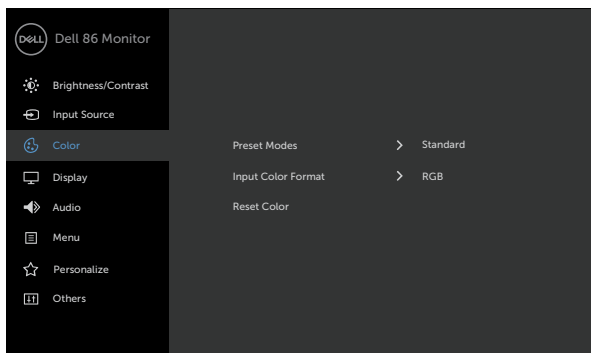 DELL Dell 86 Monitor
Brightness/Contrast
Input Source
Color
Preset Modes > Standard
Display
Input Color Format > RGB
Audio
Reset Color
Menu
Personalize
Others